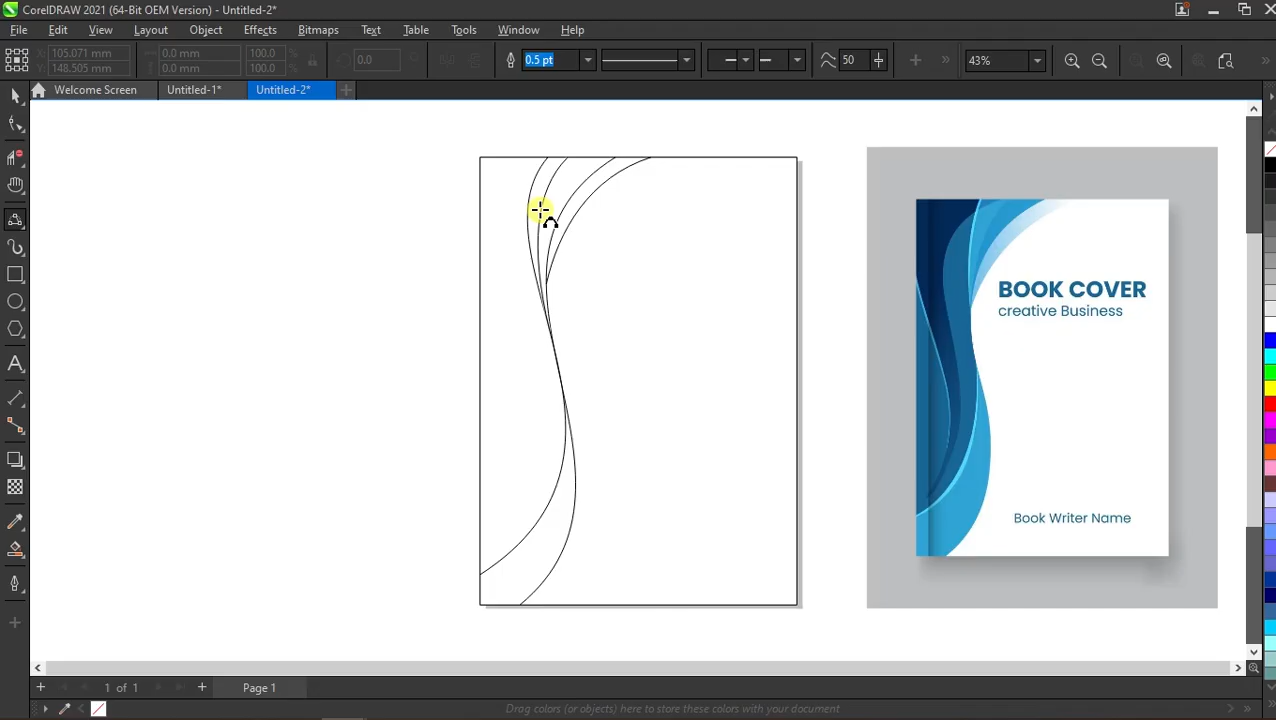 CorelDRAW 2021 (64-Bit OEM Version) - Untitled-2*
File Edit View Layout Object Effects Bitmaps Text Table Tools Window Help
X: 105.071 mm
Y: 148.505 mm
0.0 mm
0.0 mm
100.0 %
100.0 %
0.0
0.5 pt
50
43%
Welcome Screen Untitled-1* Untitled-2*
BOOK COVER
creative Business
Book Writer Name
1 of 1
Page 1
Drag colors (or objects) here to store these colors with your document